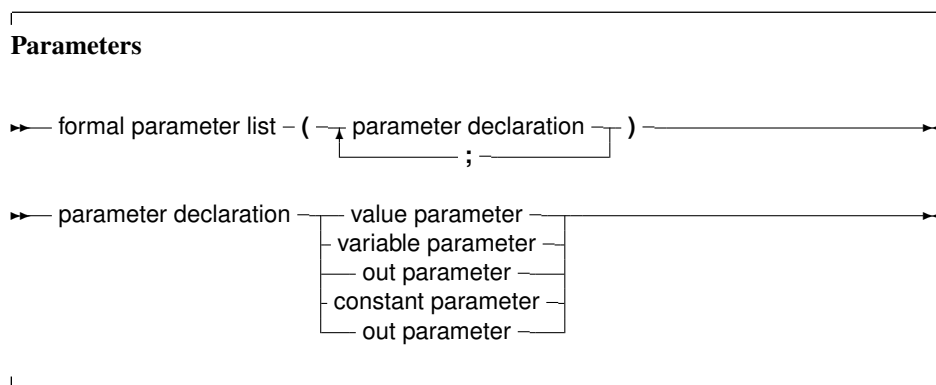 Parameters
formal parameter list ( parameter declaration )
;
parameter declaration value parameter
variable parameter
out parameter
constant parameter
out parameter